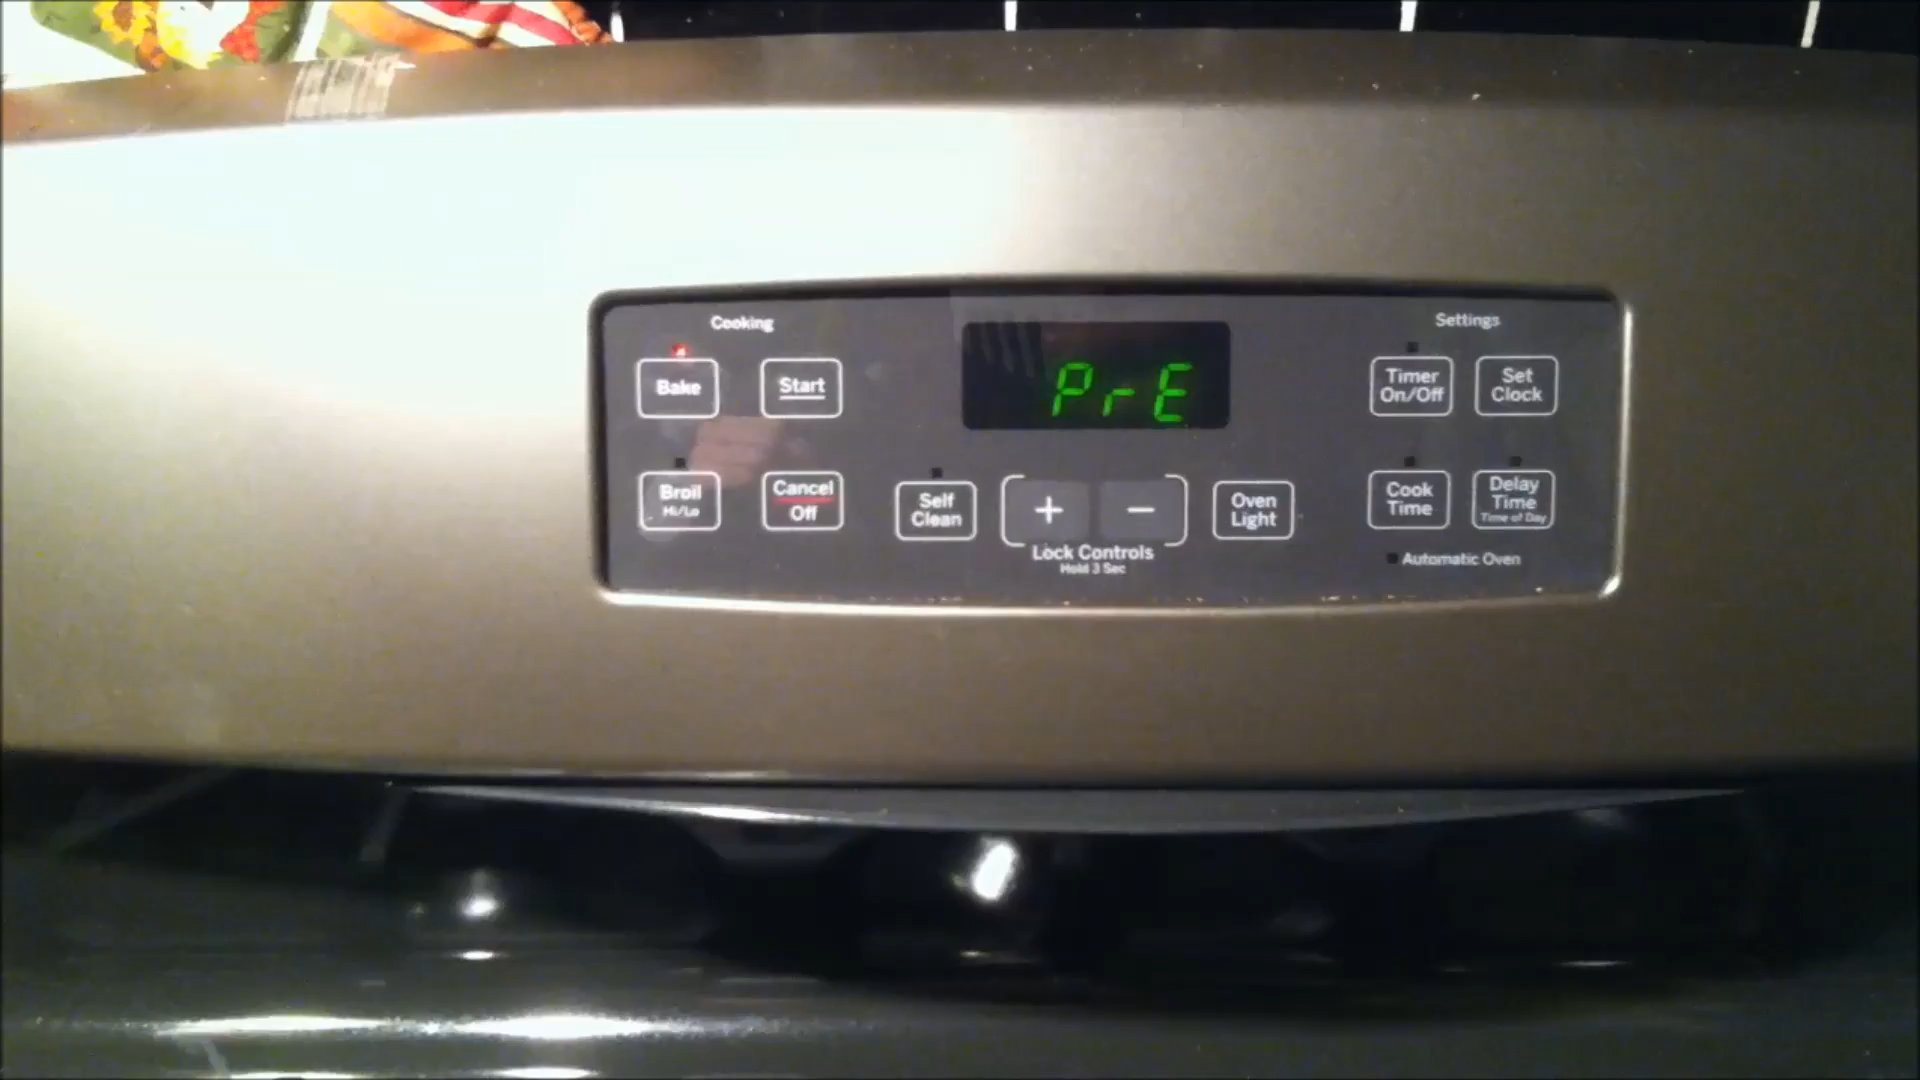 Cooking
Bake
Start
Broil
Hi/Lo
Cancel
Off
PrE
Self
Clean
+
−
Lock Controls
Hold 3 Sec
Oven
Light
Settings
Timer
On/Off
Set
Clock
Cook
Time
Delay
Time
Time of Day
Automatic Oven